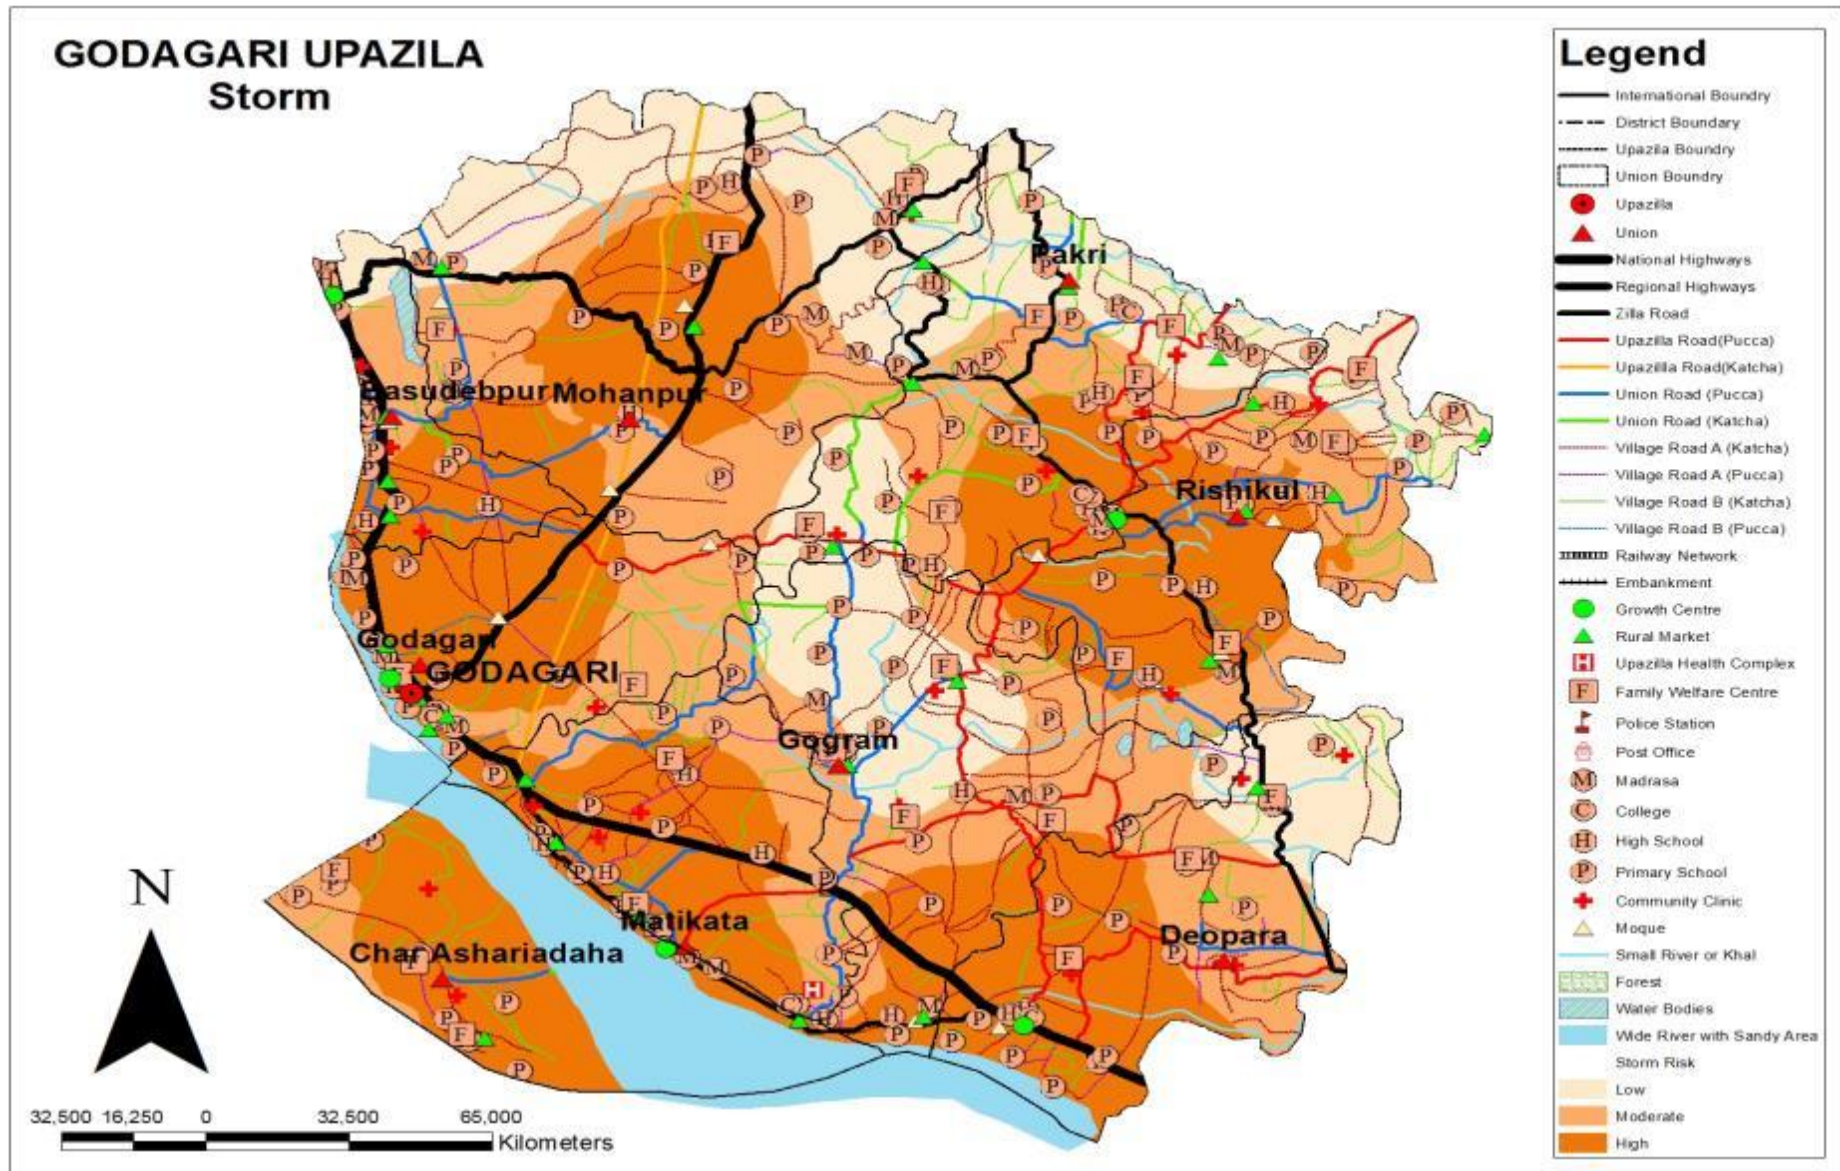 GODAGARI UPAZILA
Storm
Pakri
Basudebpur
Mohanpur
Rishikul
Godagari
GODAGARI
Gogram
Matikata
Char Ashariadaha
Deopara
N
32,500 16,250 0 32,500 65,000
Kilometers
Legend
International Boundry
District Boundary
Upazila Boundry
Union Boundry
Upazilla
Union
National Highways
Regional Highways
Zilla Road
Upazilla Road(Pucca)
Upazillla Road(Katcha)
Union Road (Pucca)
Union Road (Katcha)
Village Road A (Katcha)
Village Road A (Pucca)
Village Road B (Katcha)
Village Road B (Pucca)
Railway Network
Embankment
Growth Centre
Rural Market
H Upazilla Health Complex
F Family Welfare Centre
Police Station
Post Office
M Madrasa
C College
H High School
P Primary School
Community Clinic
Moque
Small River or Khal
Forest
Water Bodies
Wide River with Sandy Area
Storm Risk
Low
Moderate
High